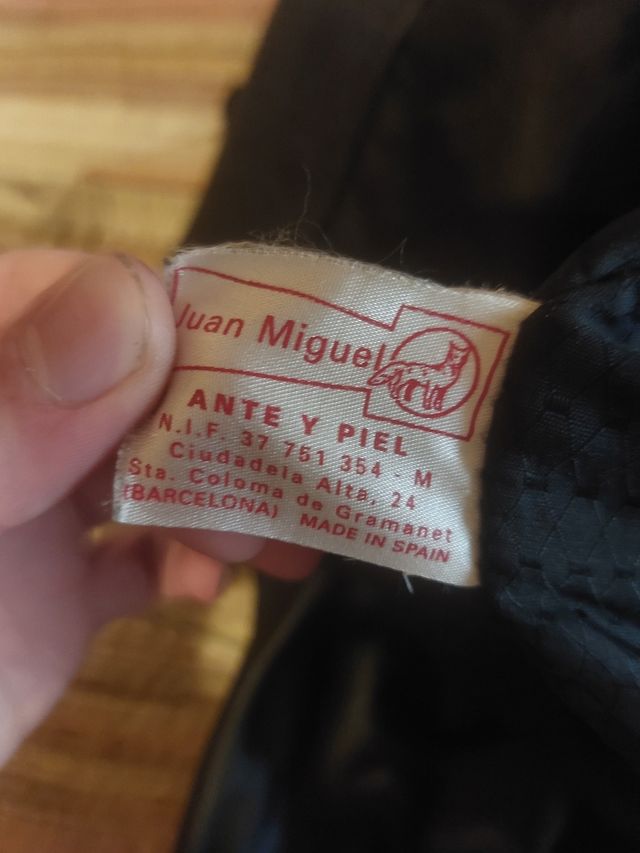 Juan Miguel
ANTE Y PIEL
N.I.F. 37 751 354 - M
Ciudadela Alta, 24
Sta. Coloma de Gramanet
(BARCELONA) MADE IN SPAIN